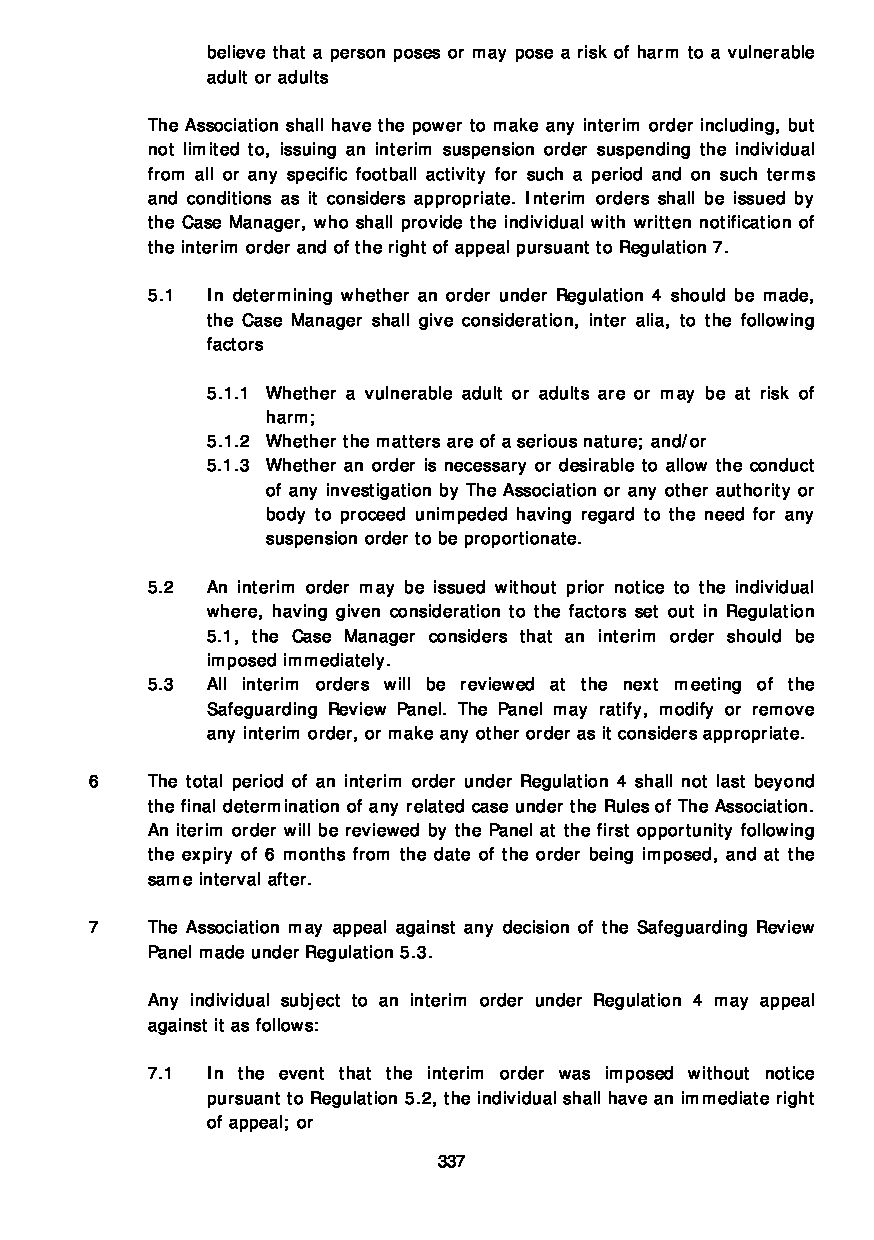 believe that a person poses or may pose a risk of harm to a vulnerable
adult or adults
The Association shall have the power to make any interim order including, but
not limited to, issuing an interim suspension order suspending the individual
from all or any specific football activity for such a period and on such terms
and conditions as it considers appropriate. Interim orders shall be issued by
the Case Manager, who shall provide the individual with written notification of
the interim order and of the right of appeal pursuant to Regulation 7.
5.1 In determining whether an order under Regulation 4 should be made,
the Case Manager shall give consideration, inter alia, to the following
factors
5.1.1 Whether a vulnerable adult or adults are or may be at risk of
harm;
5.1.2 Whether the matters are of a serious nature; and/or
5.1.3 Whether an order is necessary or desirable to allow the conduct
of any investigation by The Association or any other authority or
body to proceed unimpeded having regard to the need for any
suspension order to be proportionate.
5.2 An interim order may be issued without prior notice to the individual
where, having given consideration to the factors set out in Regulation
5.1, the Case Manager considers that an interim order should be
imposed immediately.
5.3 All interim orders will be reviewed at the next meeting of the
Safeguarding Review Panel. The Panel may ratify, modify or remove
any interim order, or make any other order as it considers appropriate.
6 The total period of an interim order under Regulation 4 shall not last beyond
the final determination of any related case under the Rules of The Association.
An iterim order will be reviewed by the Panel at the first opportunity following
the expiry of 6 months from the date of the order being imposed, and at the
same interval after.
7 The Association may appeal against any decision of the Safeguarding Review
Panel made under Regulation 5.3.
Any individual subject to an interim order under Regulation 4 may appeal
against it as follows:
7.1 In the event that the interim order was imposed without notice
pursuant to Regulation 5.2, the individual shall have an immediate right
of appeal; or
337